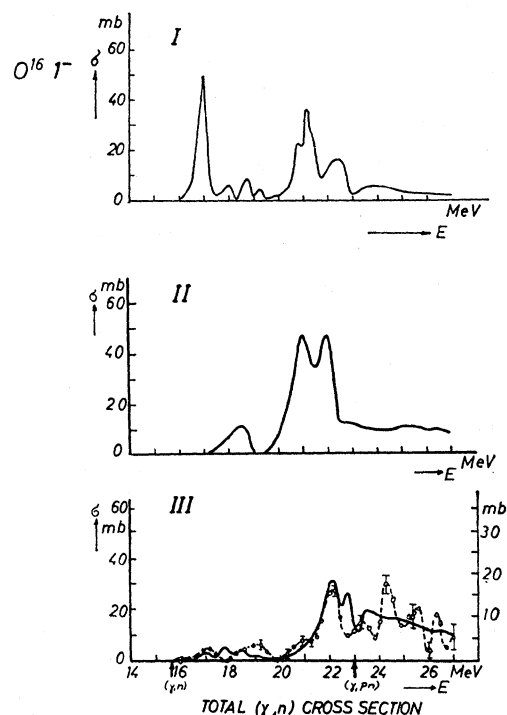 mb
I
60
σ
O¹⁶ 1⁻
40
20
0
MeV
E
mb
II
σ
60
40
20
0
MeV
E
σ
60
III
mb
mb
30
40
20
20
10
0
14
16
18
20
22
24
26
MeV
(γ,n)
(γ,pn)
E
TOTAL (γ,n) CROSS SECTION